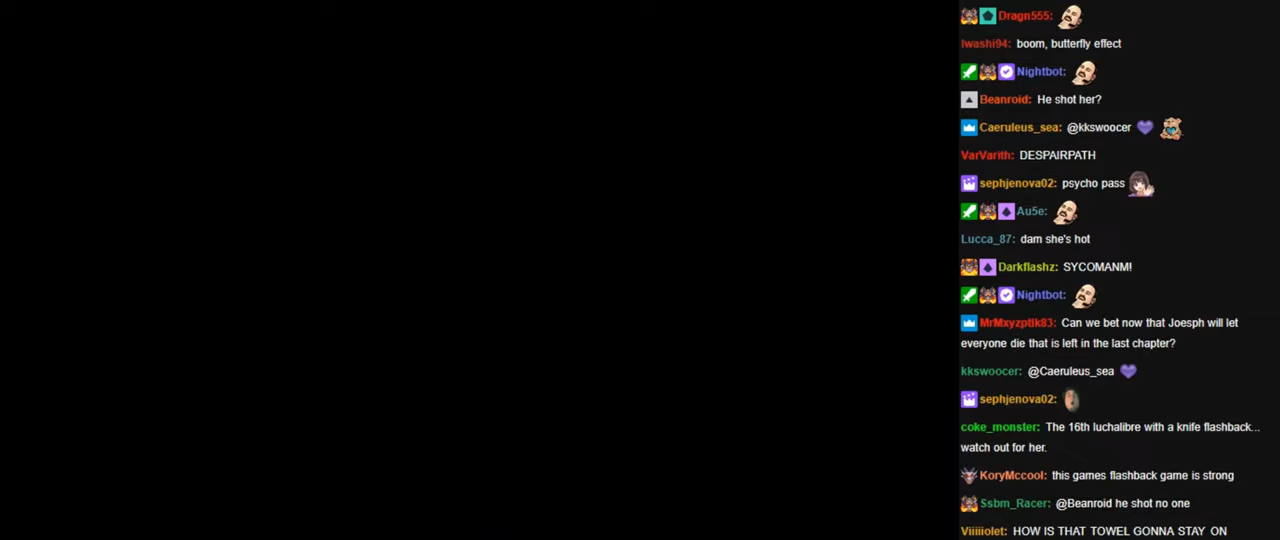 Dragn555:
Iwashi94: boom, butterfly effect
Nightbot:
Beanroid: He shot her?
Caeruleus_sea: @kkswoocer
VarVarith: DESPAIRPATH
sephjenova02: psycho pass
Au5e:
Lucca_87: dam she's hot
Darkflashz: SYCOMANM!
Nightbot:
MrMxyzptlk83: Can we bet now that Joesph will let
everyone die that is left in the last chapter?
kkswoocer: @Caeruleus_sea
sephjenova02:
coke_monster: The 16th luchalibre with a knife flashback...
watch out for her.
KoryMccool: this games flashback game is strong
Ssbm_Racer: @Beanroid he shot no one
Viiiiiolet: HOW IS THAT TOWEL GONNA STAY ON